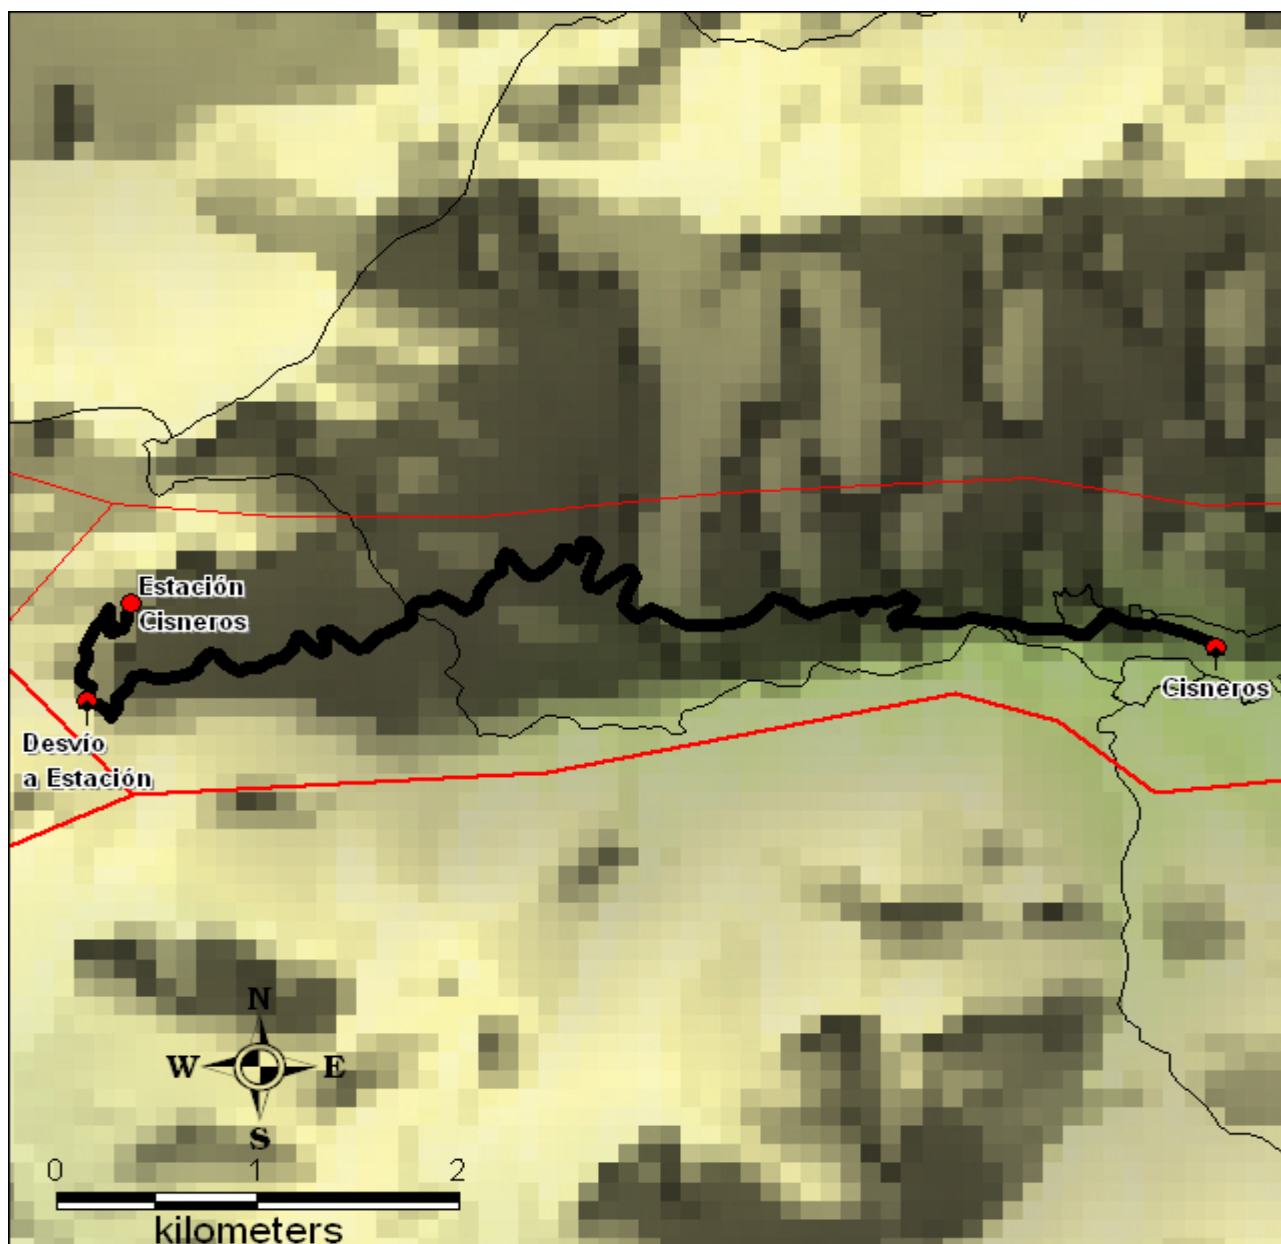 Estación
Cisneros
Cisneros
Desvío
a Estación
N
W E
S
0 1 2
kilometers